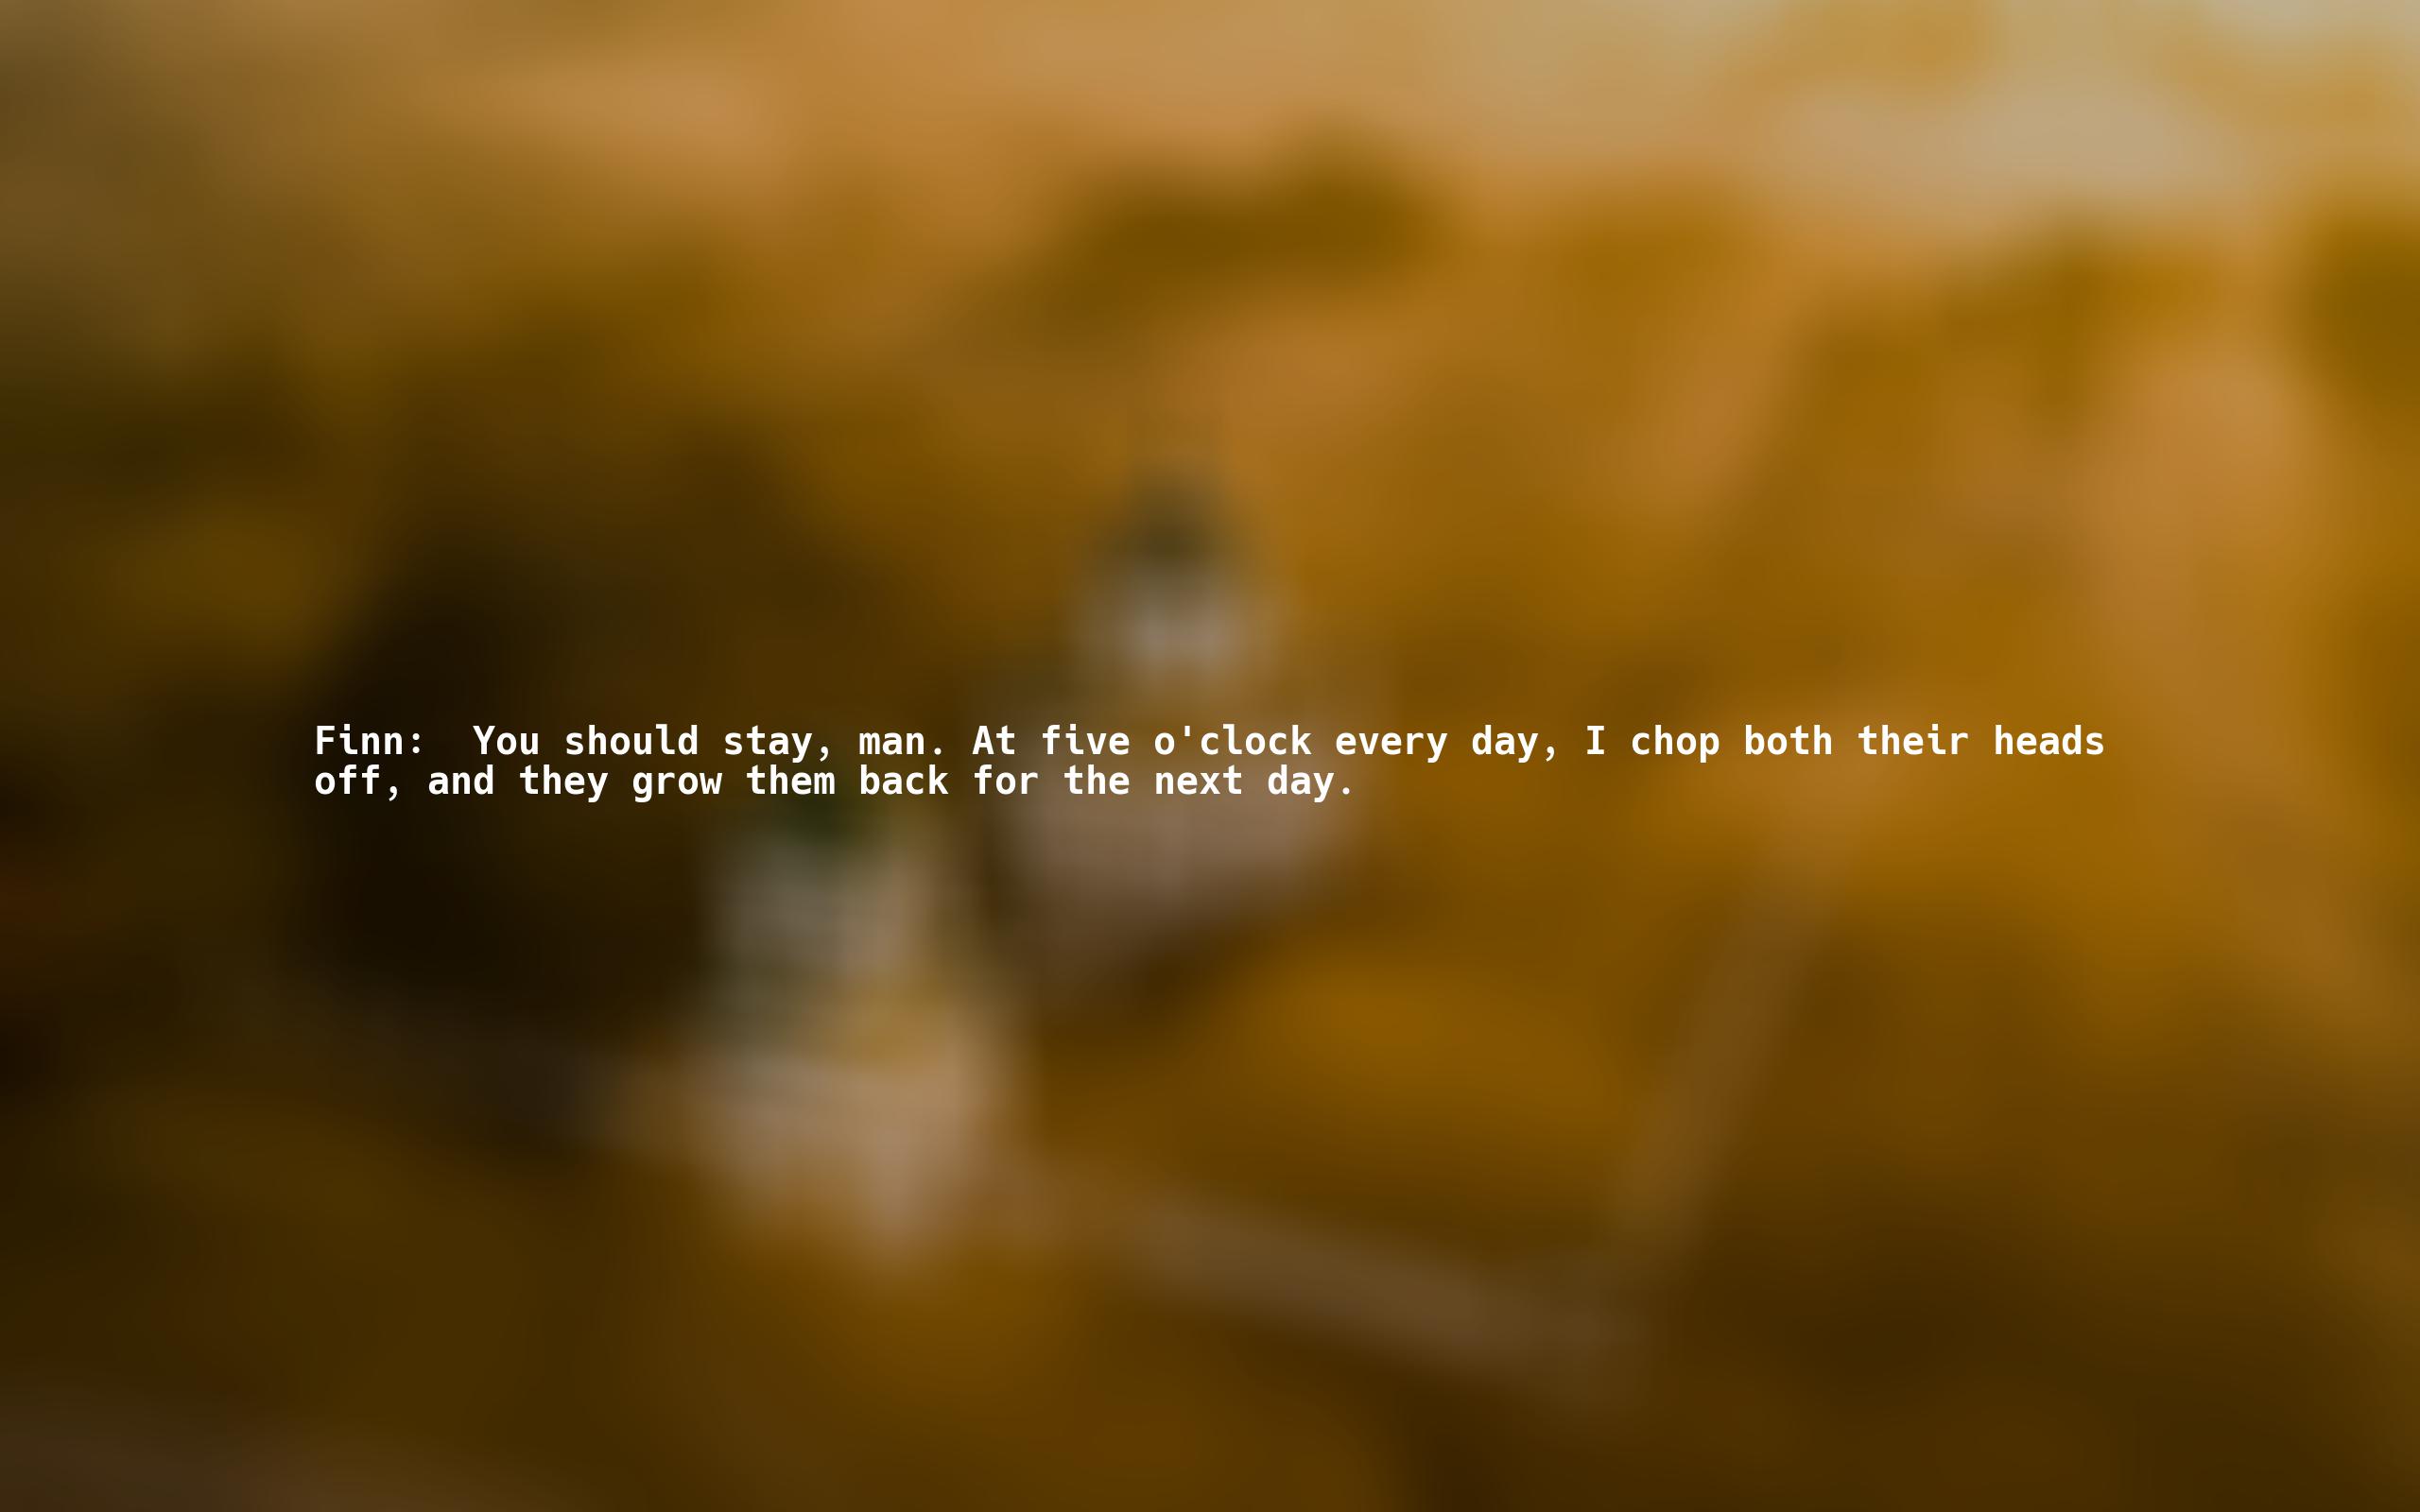 Finn:  You should stay, man. At five o'clock every day, I chop both their heads
off, and they grow them back for the next day.